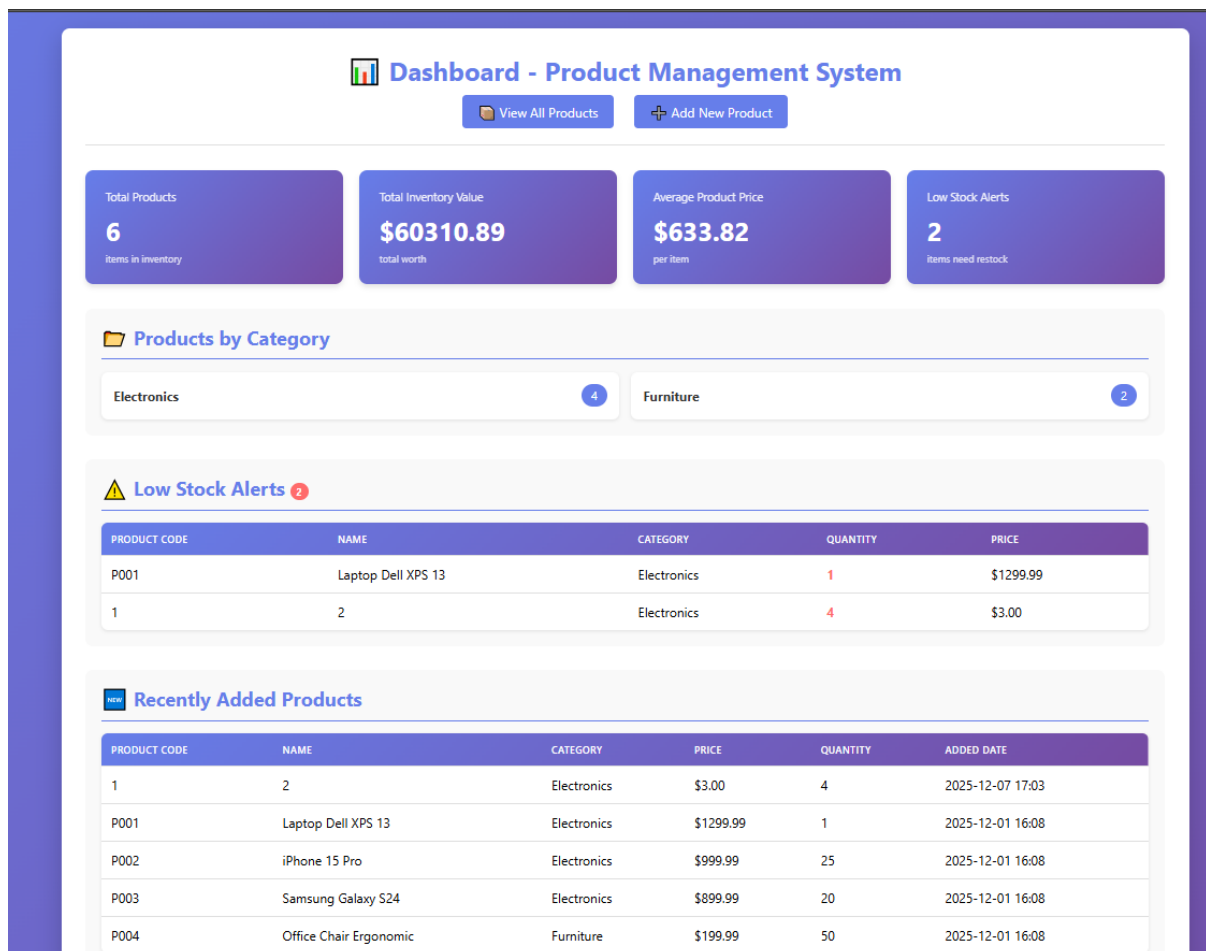 Dashboard - Product Management System
View All Products Add New Product
Total Products Total Inventory Value Average Product Price Low Stock Alerts
6 $60310.89 $633.82 2
items in inventory total worth per item items need restock
Products by Category
Electronics 4 Furniture 2
Low Stock Alerts 2
PRODUCT CODE NAME CATEGORY QUANTITY PRICE
P001 Laptop Dell XPS 13 Electronics 1 $1299.99
1 2 Electronics 4 $3.00
NEW Recently Added Products
PRODUCT CODE NAME CATEGORY PRICE QUANTITY ADDED DATE
1 2 Electronics $3.00 4 2025-12-07 17:03
P001 Laptop Dell XPS 13 Electronics $1299.99 1 2025-12-01 16:08
P002 iPhone 15 Pro Electronics $999.99 25 2025-12-01 16:08
P003 Samsung Galaxy S24 Electronics $899.99 20 2025-12-01 16:08
P004 Office Chair Ergonomic Furniture $199.99 50 2025-12-01 16:08